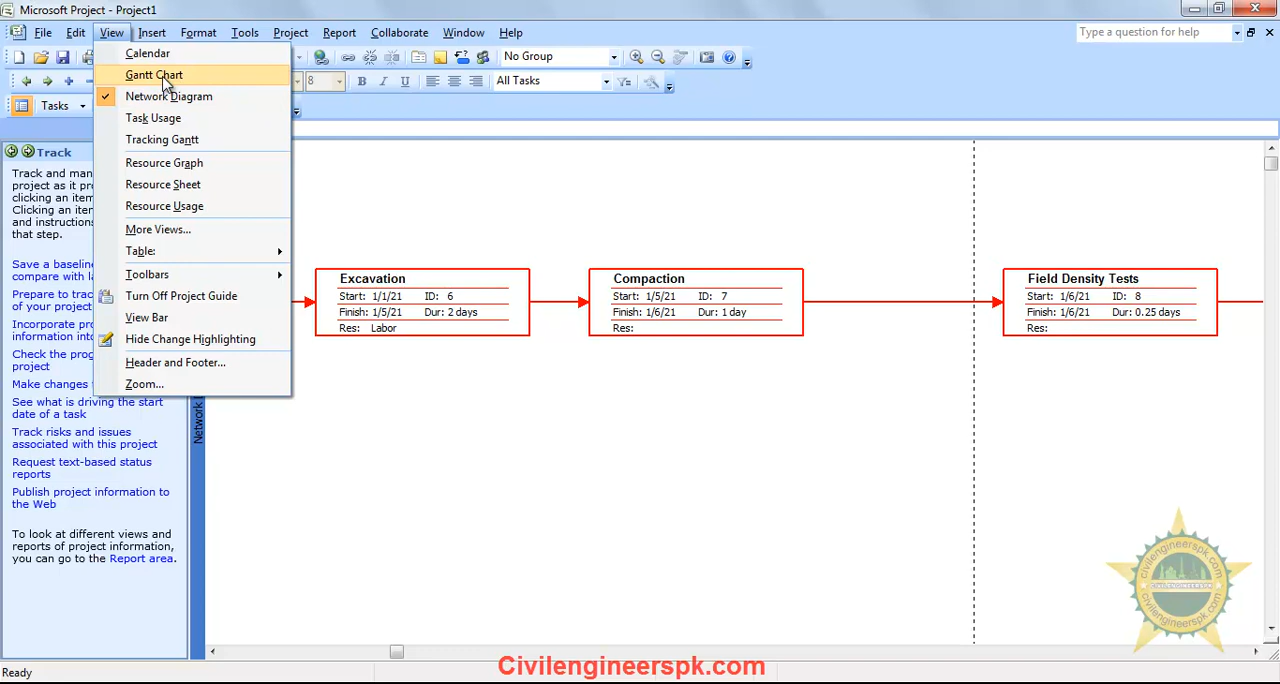 Microsoft Project - Project1
File Edit View Insert Format Tools Project Report Collaborate Window Help
Type a question for help
No Group
8 B I U All Tasks
Tasks
Calendar
Gantt Chart
Network Diagram
Task Usage
Tracking Gantt
Resource Graph
Resource Sheet
Resource Usage
More Views...
Table:
Toolbars
Turn Off Project Guide
View Bar
Hide Change Highlighting
Header and Footer...
Zoom...
Track
Track and man
project as it pr
clicking an item
Clicking an item
and instructions
that step.
Save a baseline
compare with la
Prepare to trac
of your project
Incorporate pro
information int
Check the prog
project
Make changes t
See what is driving the start
date of a task
Track risks and issues
associated with this project
Request text-based status
reports
Publish project information to
the Web
To look at different views and
reports of project information,
you can go to the Report area.
Excavation
Start: 1/1/21 ID: 6
Finish: 1/5/21 Dur: 2 days
Res: Labor
Compaction
Start: 1/5/21 ID: 7
Finish: 1/6/21 Dur: 1 day
Res:
Field Density Tests
Start: 1/6/21 ID: 8
Finish: 1/6/21 Dur: 0.25 days
Res:
civilengineerspk.com
CIVILENGINEERSPK
Ready
Civilengineerspk.com